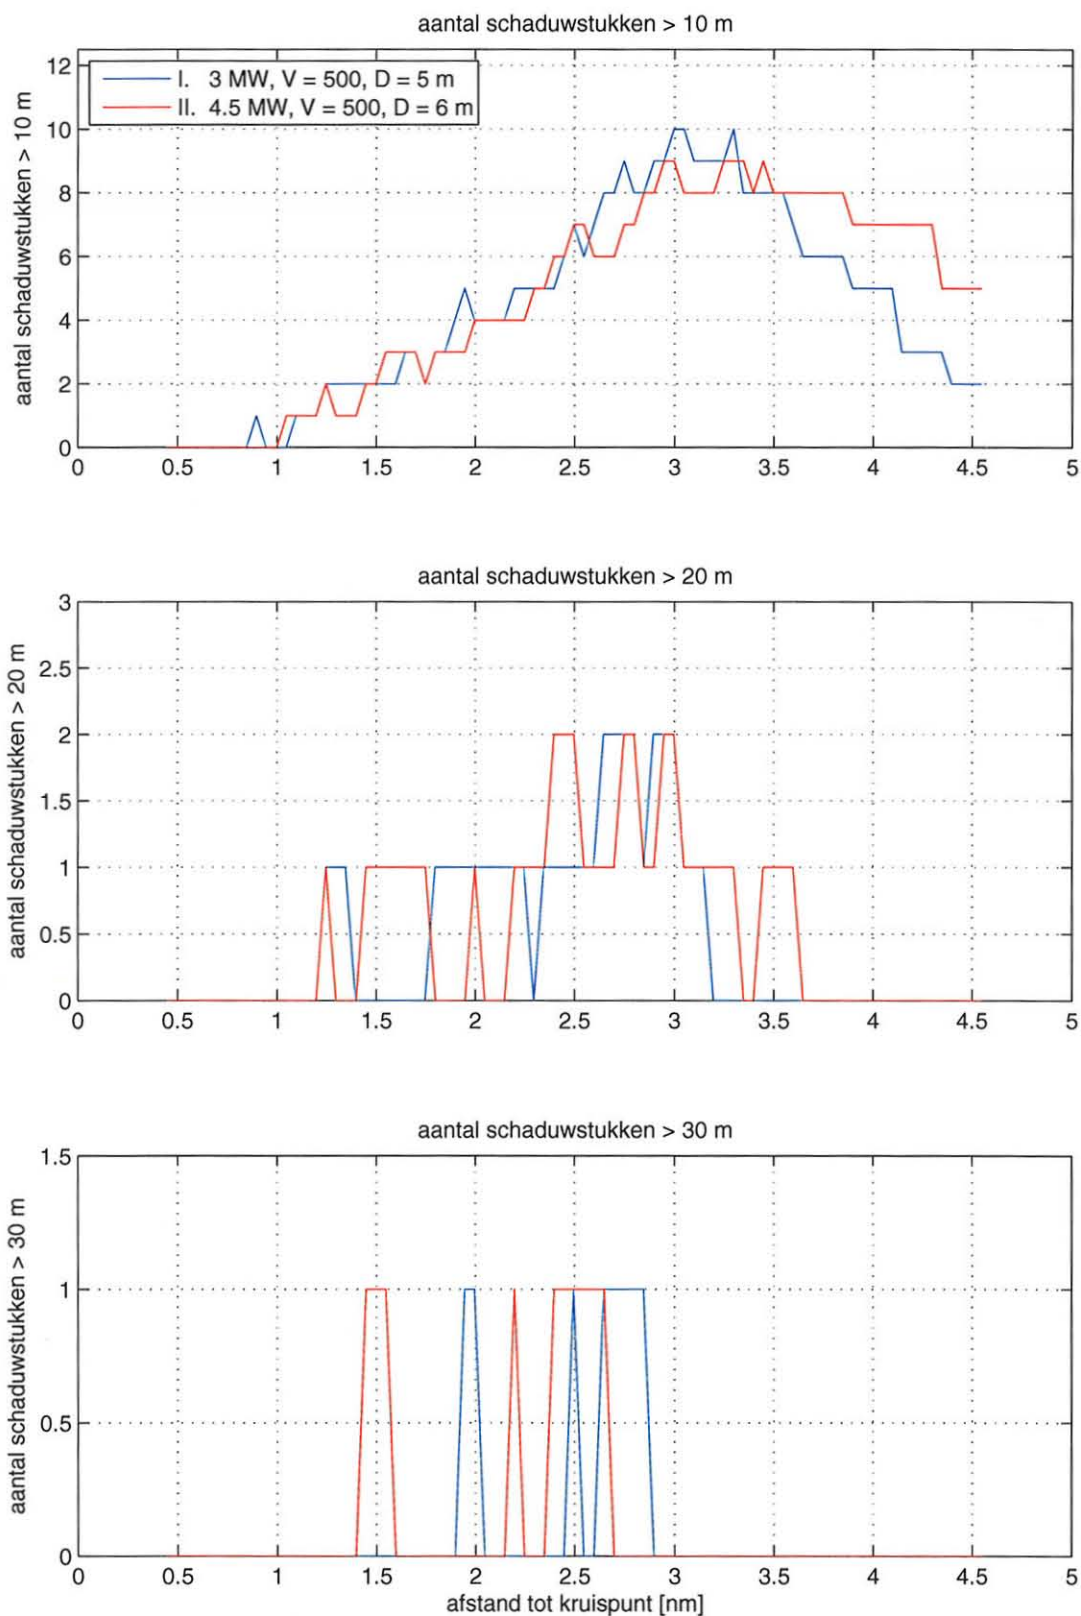 aantal schaduwstukken > 10 m
aantal schaduwstukken > 10 m
12
10
8
6
4
2
0
I. 3 MW, V = 500, D = 5 m
II. 4.5 MW, V = 500, D = 6 m
0 0.5 1 1.5 2 2.5 3 3.5 4 4.5 5
aantal schaduwstukken > 20 m
aantal schaduwstukken > 20 m
3
2.5
2
1.5
1
0.5
0
0 0.5 1 1.5 2 2.5 3 3.5 4 4.5 5
aantal schaduwstukken > 30 m
aantal schaduwstukken > 30 m
1.5
1
0.5
0
0 0.5 1 1.5 2 2.5 3 3.5 4 4.5 5
afstand tot kruispunt [nm]